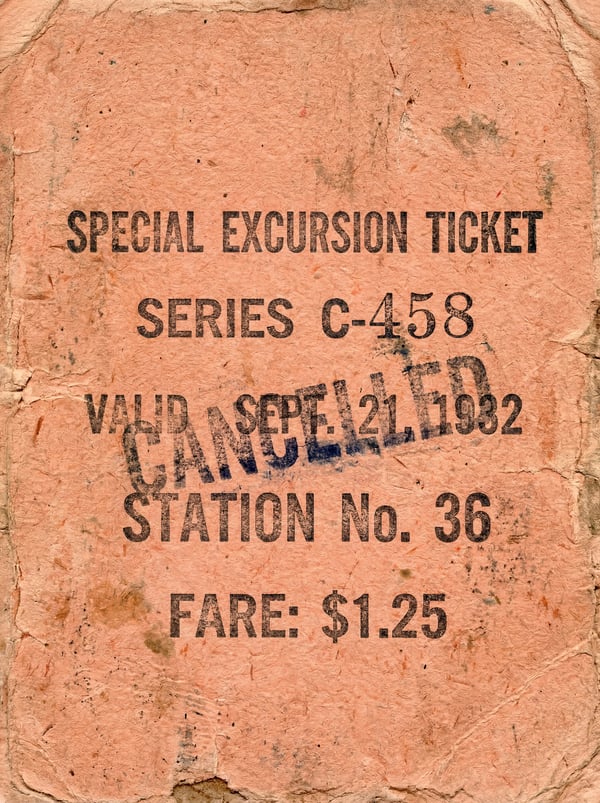 SPECIAL EXCURSION TICKET
SERIES C-458
VALID SEPT. 21, 1932
CANCELLED
STATION No. 36
FARE: $1.25